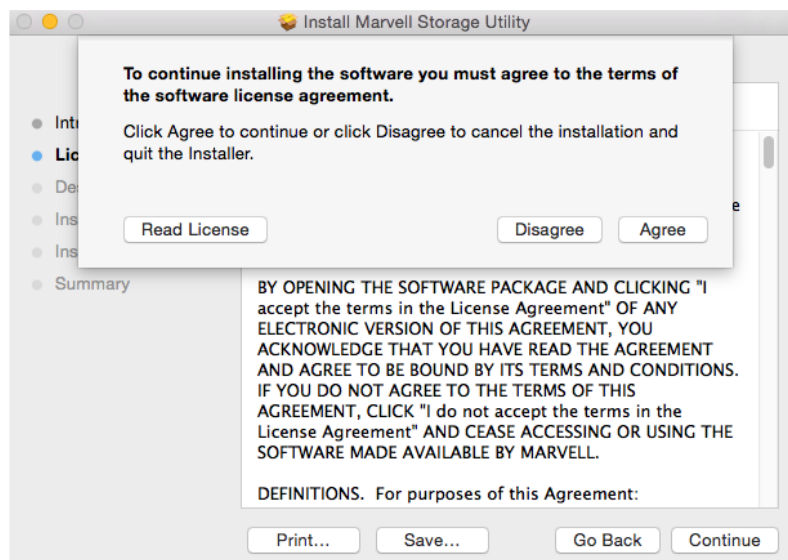 Install Marvell Storage Utility
To continue installing the software you must agree to the terms of
the software license agreement.
Click Agree to continue or click Disagree to cancel the installation and
quit the Installer.
Read License
Disagree
Agree
Summary
BY OPENING THE SOFTWARE PACKAGE AND CLICKING "I
accept the terms in the License Agreement" OF ANY
ELECTRONIC VERSION OF THIS AGREEMENT, YOU
ACKNOWLEDGE THAT YOU HAVE READ THE AGREEMENT
AND AGREE TO BE BOUND BY ITS TERMS AND CONDITIONS.
IF YOU DO NOT AGREE TO THE TERMS OF THIS
AGREEMENT, CLICK "I do not accept the terms in the
License Agreement" AND CEASE ACCESSING OR USING THE
SOFTWARE MADE AVAILABLE BY MARVELL.
DEFINITIONS. For purposes of this Agreement:
Print...
Save...
Go Back
Continue